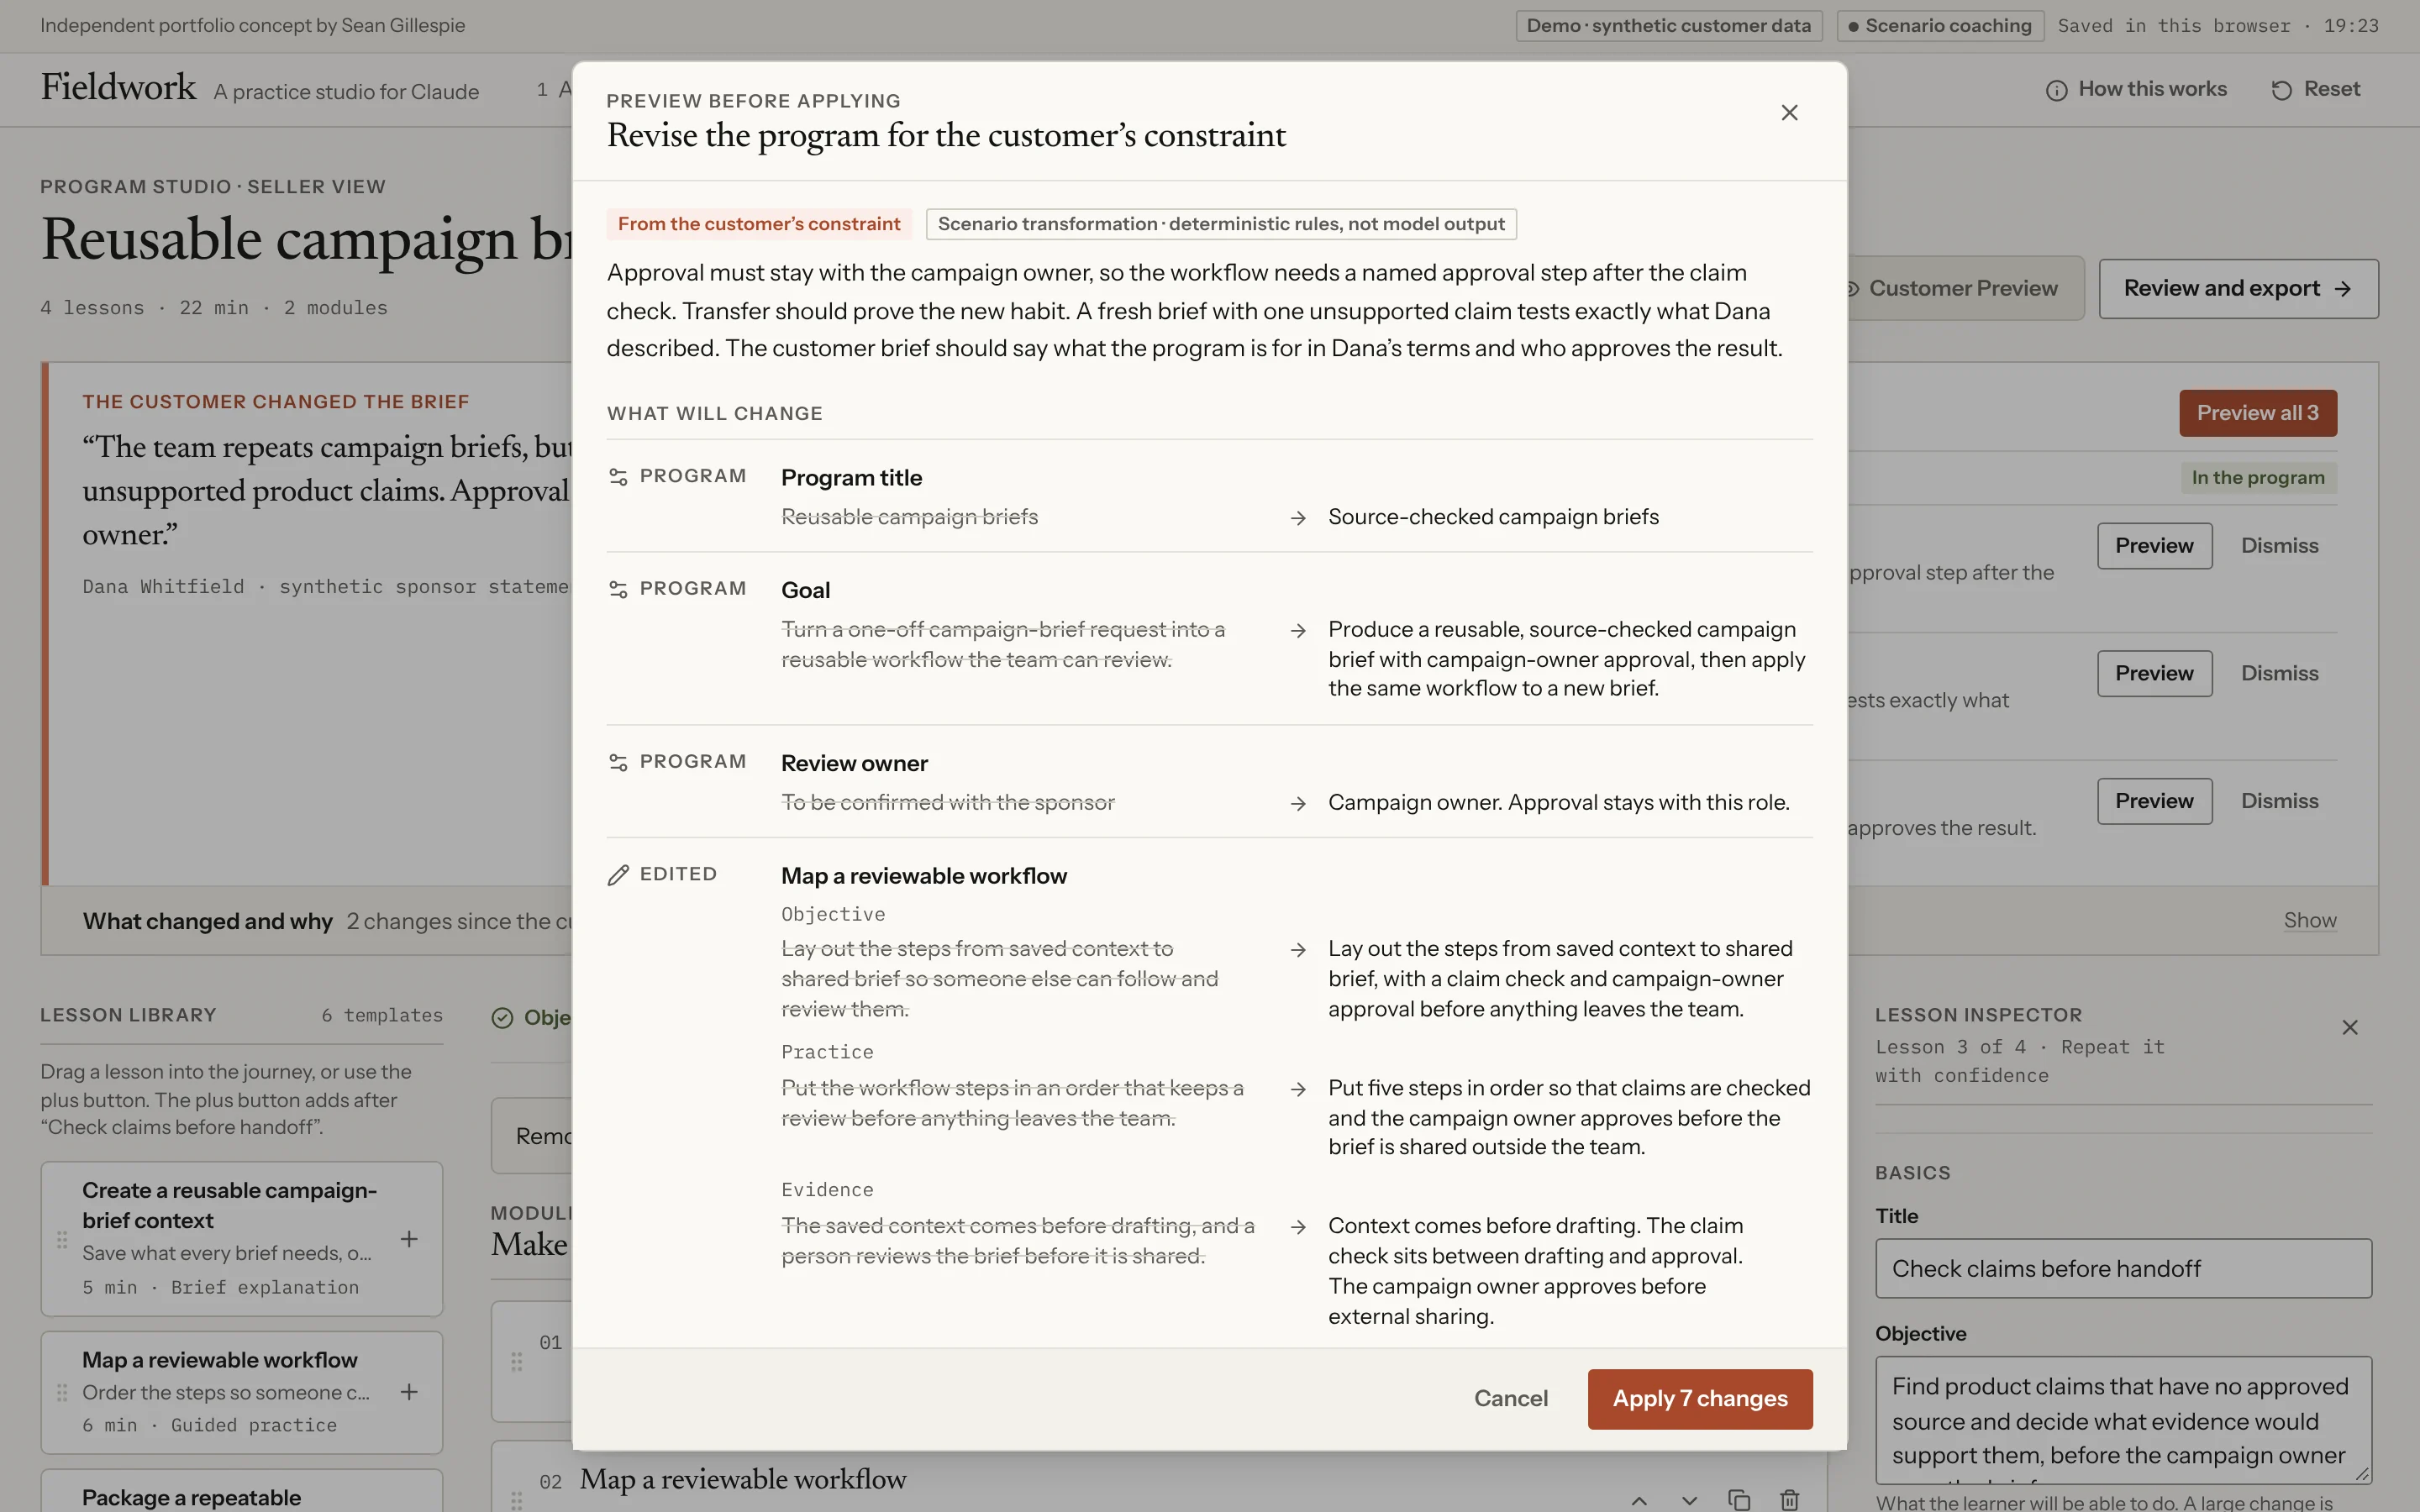 Independent portfolio concept by Sean Gillespie
Demo · synthetic customer data
Scenario coaching
Saved in this browser · 19:23
Fieldwork
A practice studio for Claude
1
How this works
Reset
PROGRAM STUDIO · SELLER VIEW
Reusable campaign
4 lessons · 22 min · 2 modules
Customer Preview
Review and export →
THE CUSTOMER CHANGED THE BRIEF
“The team repeats campaign briefs, but
unsupported product claims. Approval
owner.”
Dana Whitfield · synthetic sponsor
What changed and why
2 changes since the
Preview all 3
In the program
Preview
Dismiss
approval step after the
Preview
Dismiss
exactly what
Preview
Dismiss
approves the result.
Show
PREVIEW BEFORE APPLYING
Revise the program for the customer’s constraint
From the customer’s constraint
Scenario transformation · deterministic rules, not model output
Approval must stay with the campaign owner, so the workflow needs a named approval step after the claim
check. Transfer should prove the new habit. A fresh brief with one unsupported claim tests exactly what Dana
described. The customer brief should say what the program is for in Dana’s terms and who approves the result.
WHAT WILL CHANGE
PROGRAM
Program title
Reusable campaign briefs
→ Source-checked campaign briefs
PROGRAM
Goal
Turn a one-off campaign-brief request into a
reusable workflow the team can review.
→ Produce a reusable, source-checked campaign
brief with campaign-owner approval, then apply
the same workflow to a new brief.
PROGRAM
Review owner
To be confirmed with the sponsor
→ Campaign owner. Approval stays with this role.
EDITED
Map a reviewable workflow
Objective
Lay out the steps from saved context to
shared brief so someone else can follow and
review them.
→ Lay out the steps from saved context to shared
brief, with a claim check and campaign-owner
approval before anything leaves the team.
Practice
Put the workflow steps in an order that keeps a
review before anything leaves the team.
→ Put five steps in order so that claims are checked
and the campaign owner approves before the
brief is shared outside the team.
Evidence
The saved context comes before drafting, and a
person reviews the brief before it is shared.
→ Context comes before drafting. The claim
check sits between drafting and approval.
The campaign owner approves before
external sharing.
Cancel
Apply 7 changes
LESSON LIBRARY
6 templates
Drag a lesson into the journey, or use the
plus button. The plus button adds after
“Check claims before handoff”.
Create a reusable campaign-
brief context
Save what every brief needs, o...
5 min · Brief explanation
Map a reviewable workflow
Order the steps so someone c...
6 min · Guided practice
Package a repeatable
Make
01
02
Map a reviewable workflow
LESSON INSPECTOR
Lesson 3 of 4 · Repeat it
with confidence
BASICS
Title
Check claims before handoff
Objective
Find product claims that have no approved
source and decide what evidence would
support them, before the campaign owner
What the learner will be able to do. A large change is